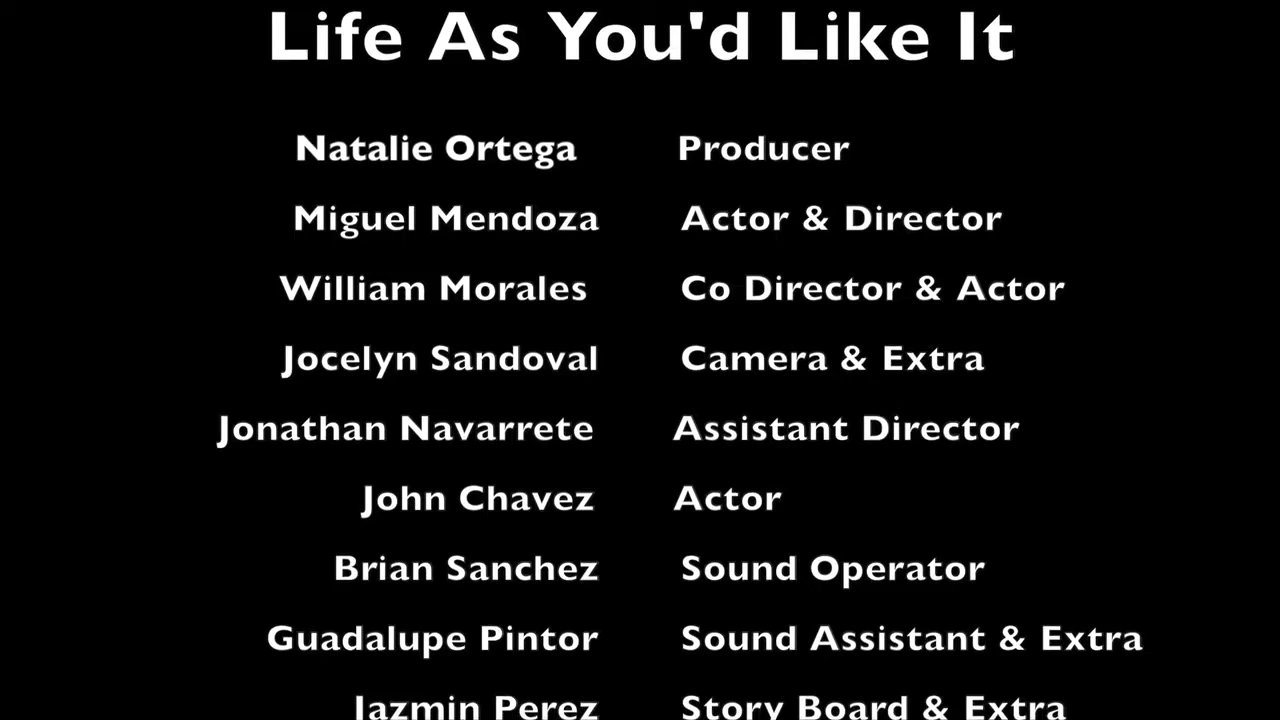 Life As You'd Like It
Natalie Ortega Producer
Miguel Mendoza Actor & Director
William Morales Co Director & Actor
Jocelyn Sandoval Camera & Extra
Jonathan Navarrete Assistant Director
John Chavez Actor
Brian Sanchez Sound Operator
Guadalupe Pintor Sound Assistant & Extra
Jazmin Perez Story Board & Extra